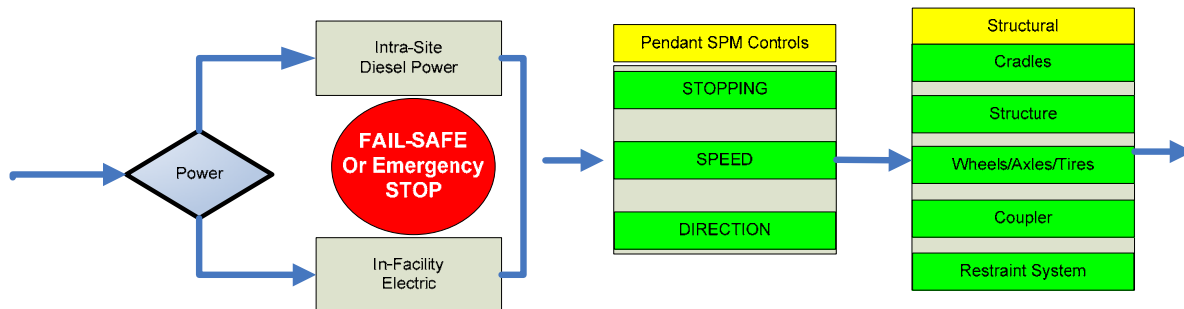 Power
Intra-Site
Diesel Power
FAIL-SAFE
Or Emergency
STOP
In-Facility
Electric
Pendant SPM Controls
STOPPING
SPEED
DIRECTION
Structural
Cradles
Structure
Wheels/Axles/Tires
Coupler
Restraint System